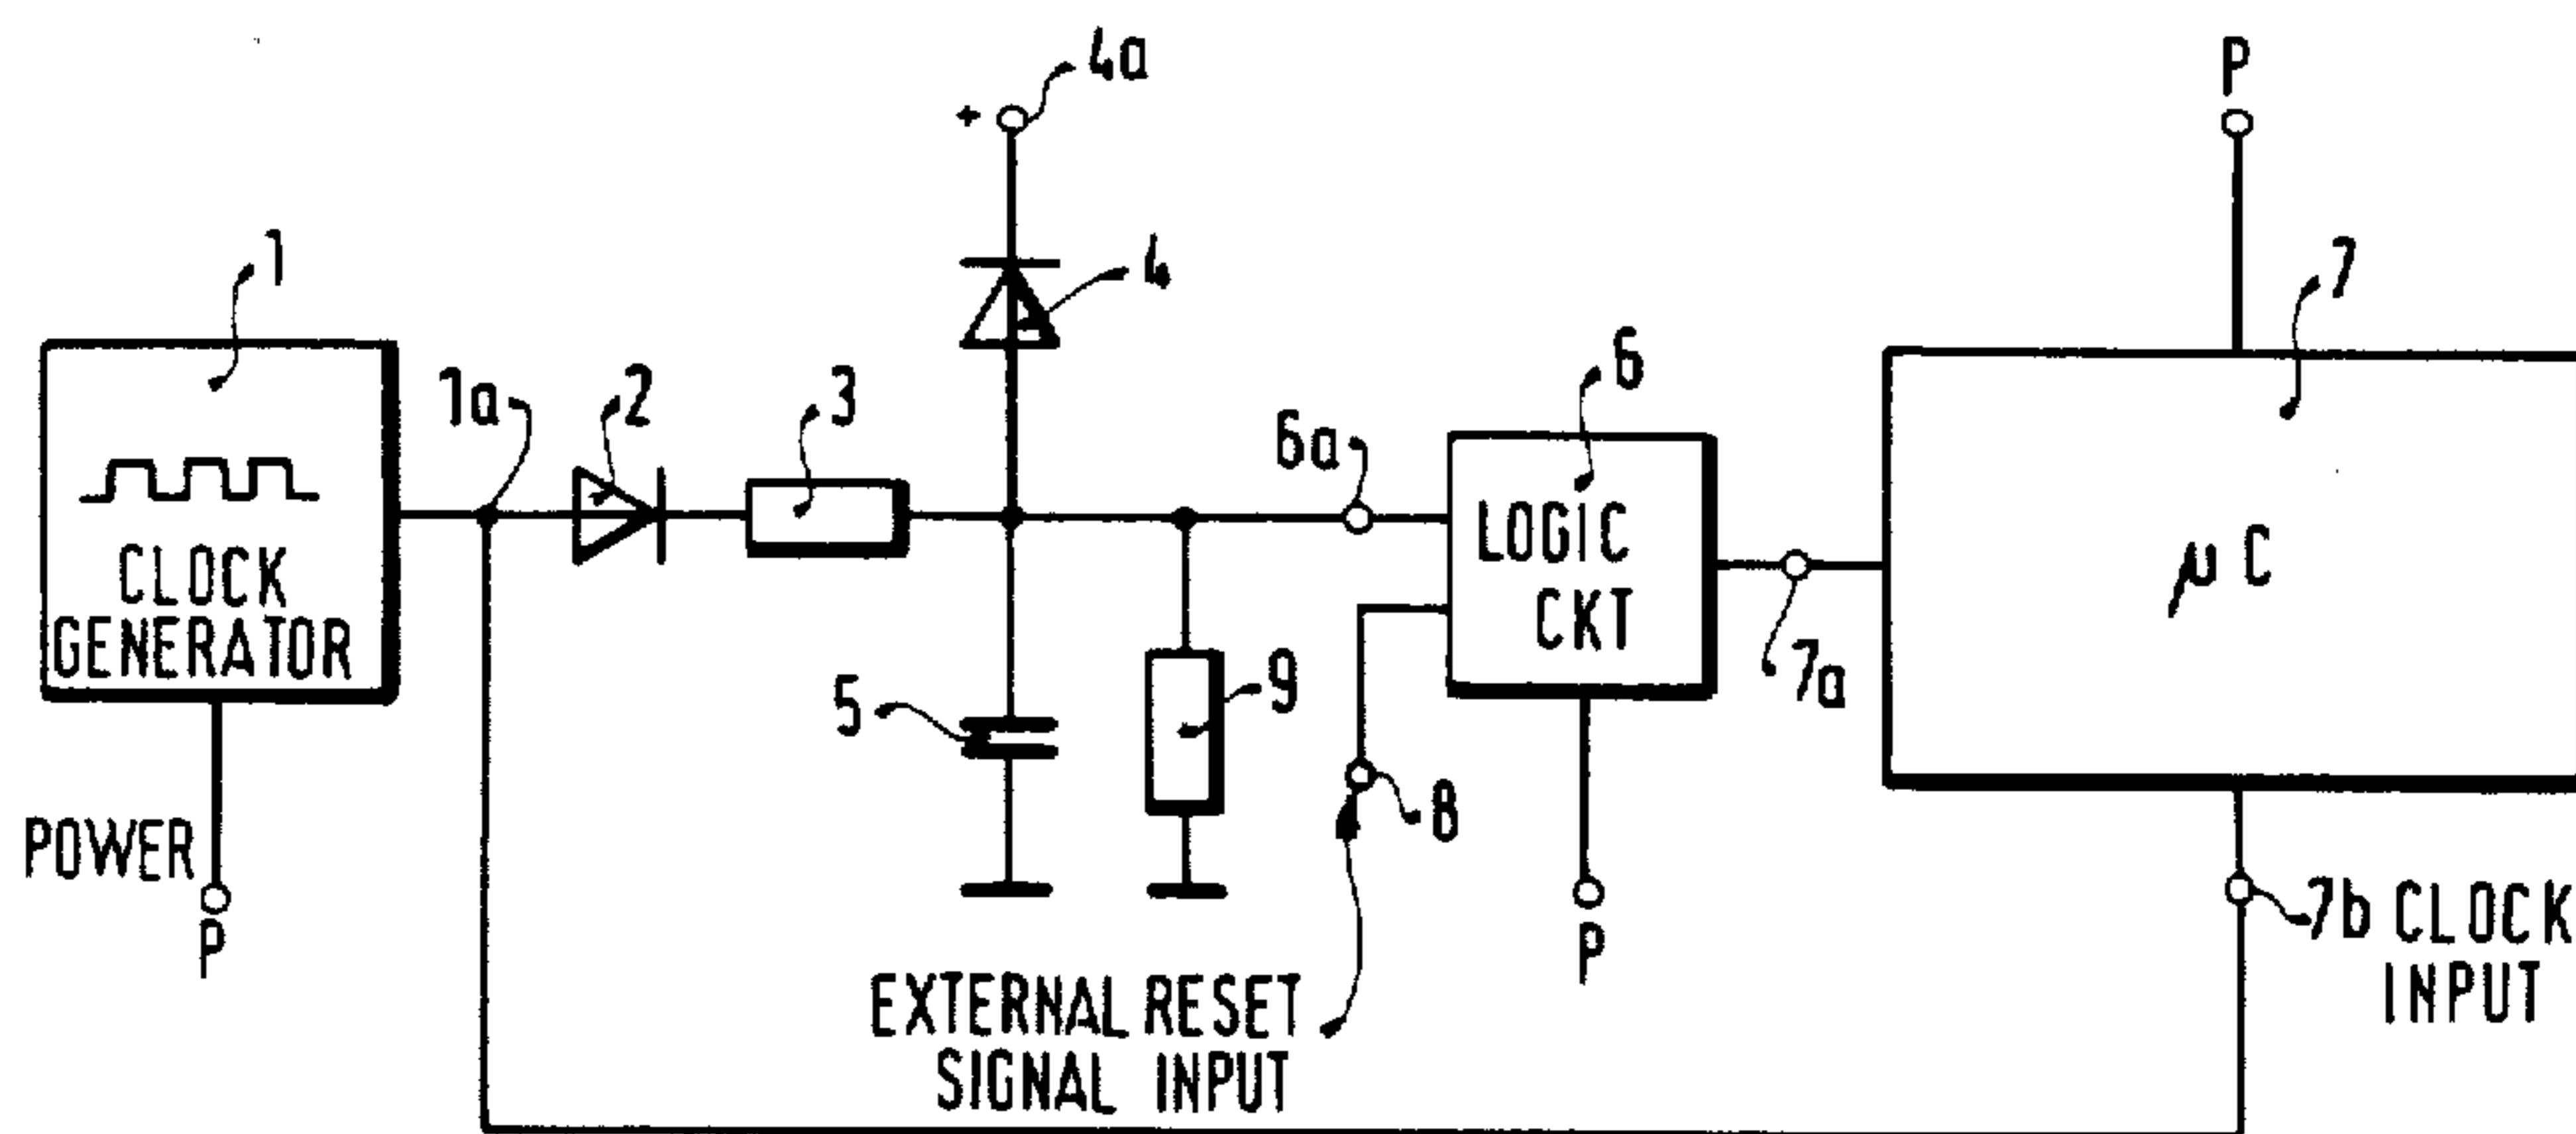 4a
+
P
1
4
7
1a
2
3
6
6a
CLOCK
GENERATOR
LOGIC
CKT
µC
5
9
7a
8
POWER
P
P
7b CLOCK
INPUT
EXTERNAL RESET
SIGNAL INPUT